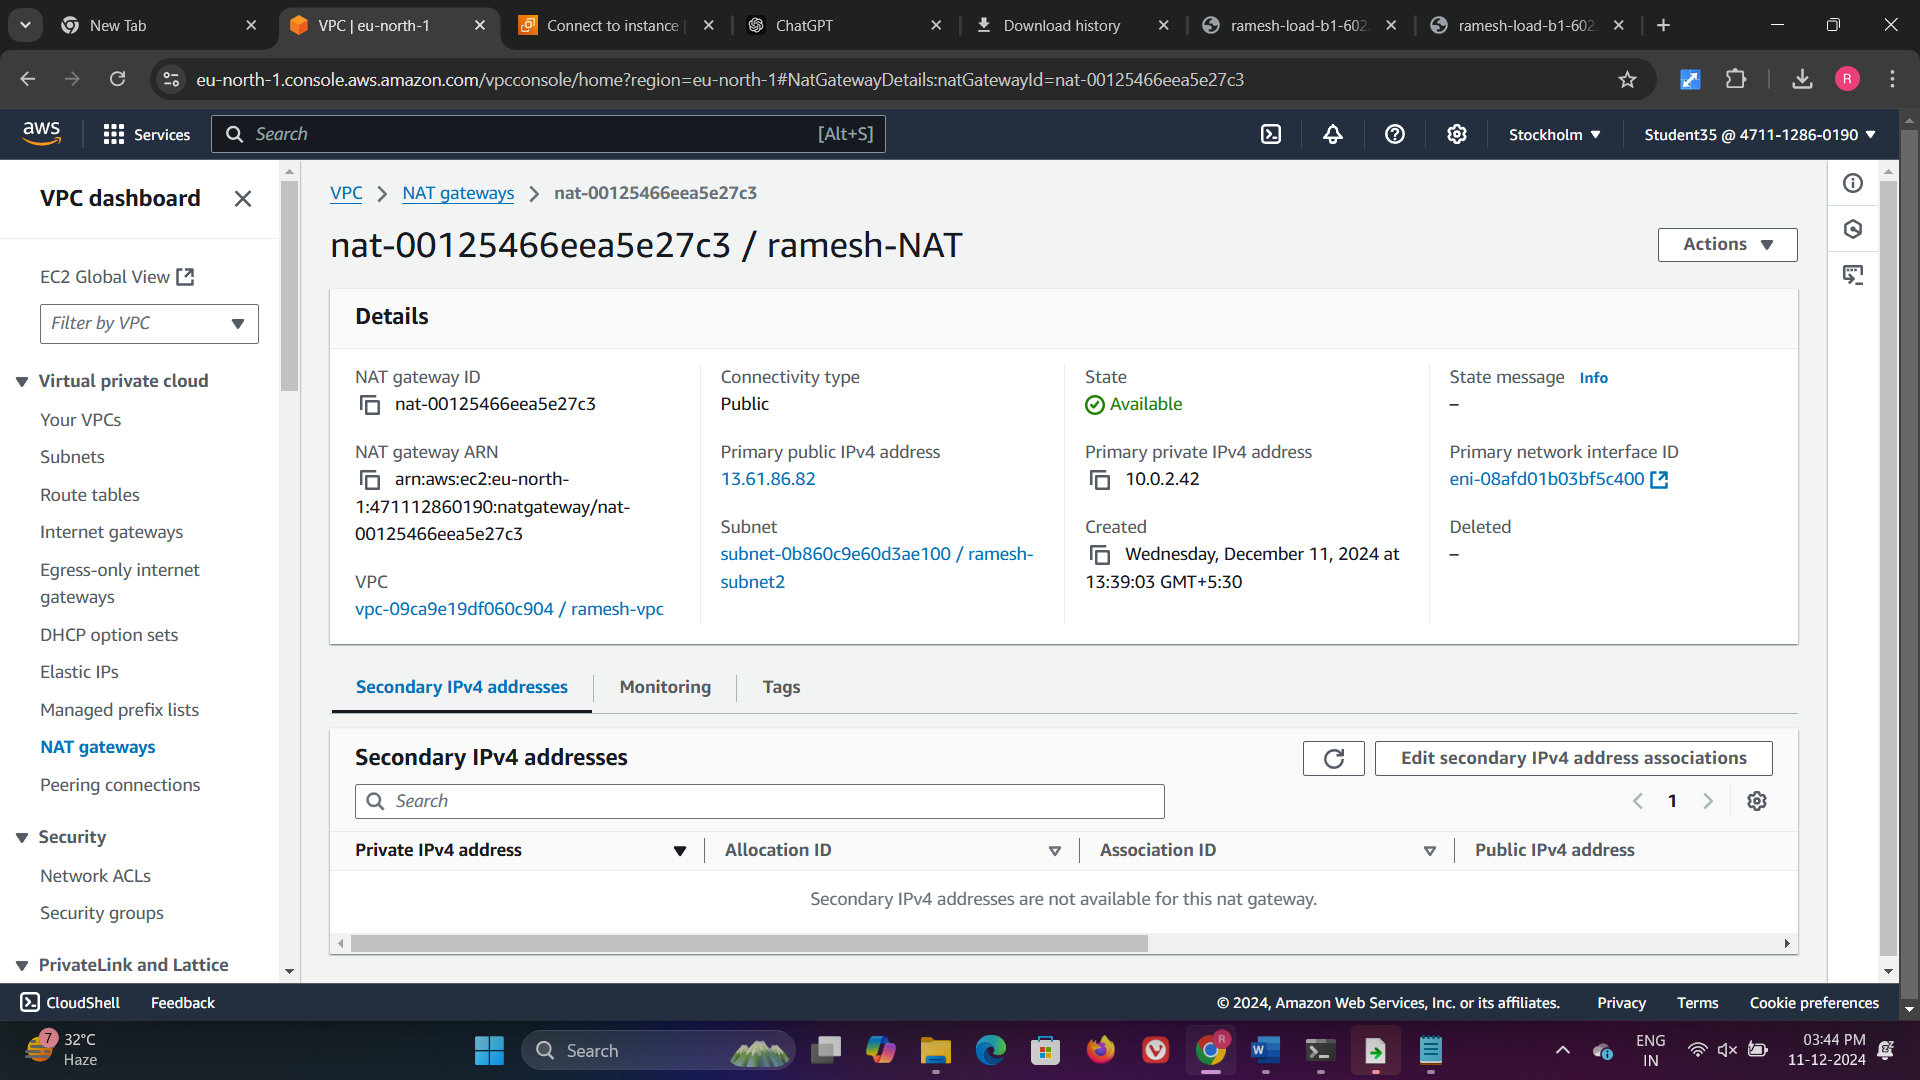 New Tab
VPC | eu-north-1
Connect to instance
ChatGPT
Download history
ramesh-load-b1-602
ramesh-load-b1-602
eu-north-1.console.aws.amazon.com/vpcconsole/home?region=eu-north-1#NatGatewayDetails:natGatewayId=nat-00125466eea5e27c3
R
aws
Services
Search
[Alt+S]
Stockholm
Student35 @ 4711-1286-0190
VPC dashboard
EC2 Global View
Filter by VPC
Virtual private cloud
Your VPCs
Subnets
Route tables
Internet gateways
Egress-only internet
gateways
DHCP option sets
Elastic IPs
Managed prefix lists
NAT gateways
Peering connections
Security
Network ACLs
Security groups
PrivateLink and Lattice
VPC
NAT gateways
nat-00125466eea5e27c3
nat-00125466eea5e27c3 / ramesh-NAT
Actions
Details
NAT gateway ID
nat-00125466eea5e27c3
NAT gateway ARN
arn:aws:ec2:eu-north-
1:471112860190:natgateway/nat-
00125466eea5e27c3
VPC
vpc-09ca9e19df060c904 / ramesh-vpc
Connectivity type
Public
Primary public IPv4 address
13.61.86.82
Subnet
subnet-0b860c9e60d3ae100 / ramesh-
subnet2
State
Available
Primary private IPv4 address
10.0.2.42
Created
Wednesday, December 11, 2024 at
13:39:03 GMT+5:30
State message Info
–
Primary network interface ID
eni-08afd01b03bf5c400
Deleted
–
Secondary IPv4 addresses
Monitoring
Tags
Secondary IPv4 addresses
Edit secondary IPv4 address associations
Search
1
Private IPv4 address
Allocation ID
Association ID
Public IPv4 address
Secondary IPv4 addresses are not available for this nat gateway.
CloudShell
Feedback
© 2024, Amazon Web Services, Inc. or its affiliates.
Privacy
Terms
Cookie preferences
7
32°C
Haze
Search
R
W
ENG
IN
03:44 PM
11-12-2024